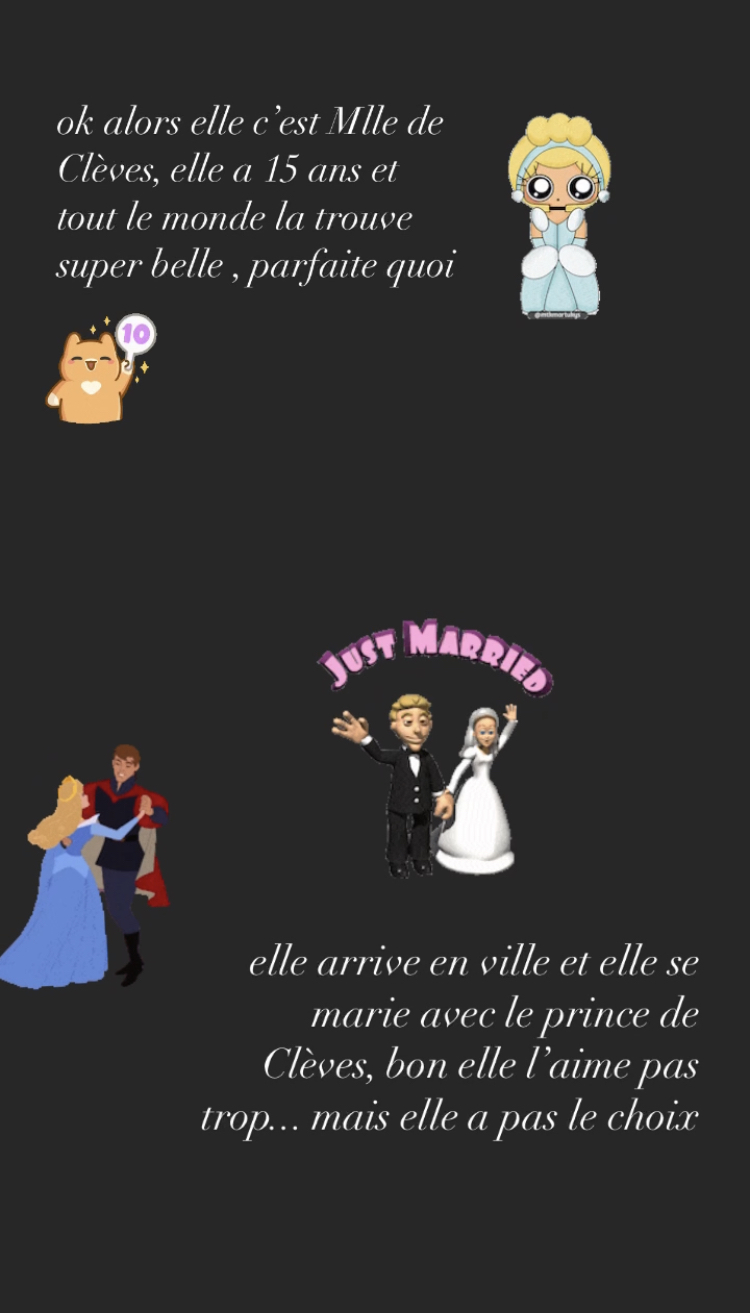 ok alors elle c’est Mlle de
Clèves, elle a 15 ans et
tout le monde la trouve
super belle , parfaite quoi
10
JUST MARRIED
elle arrive en ville et elle se
marie avec le prince de
Clèves, bon elle l’aime pas
trop... mais elle a pas le choix